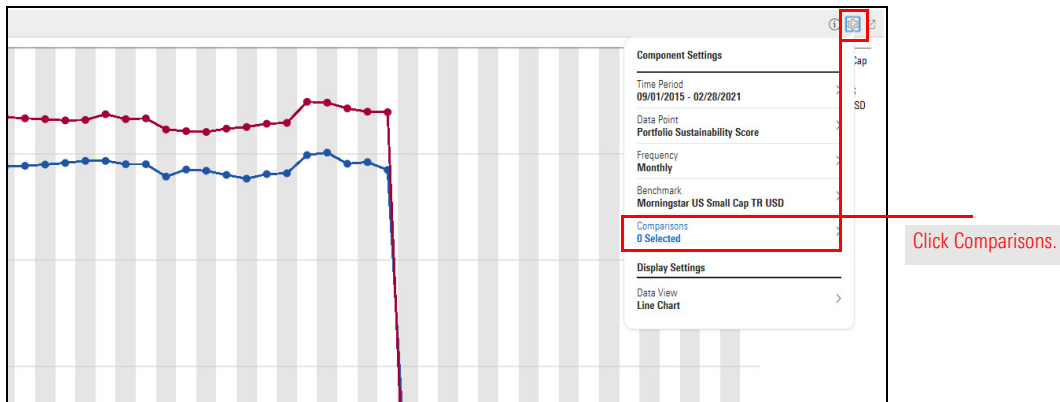 Component Settings
Cap
Time Period
09/01/2015 - 02/28/2021
SD
Data Point
Portfolio Sustainability Score
Frequency
Monthly
Benchmark
Morningstar US Small Cap TR USD
Comparisons
0 Selected
Click Comparisons.
Display Settings
Data View
Line Chart